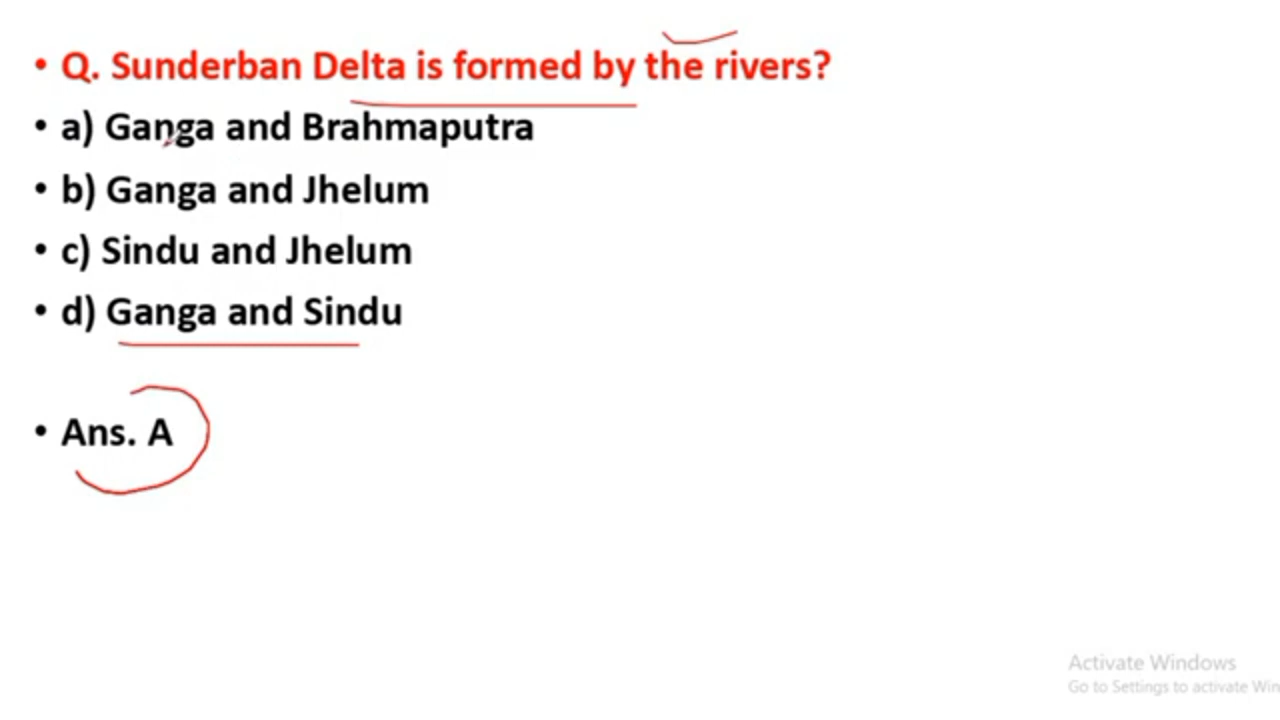 • Q. Sunderban Delta is formed by the rivers?
• a) Ganga and Brahmaputra
• b) Ganga and Jhelum
• c) Sindu and Jhelum
• d) Ganga and Sindu
• Ans. A
Activate Windows
Go to Settings to activate Win